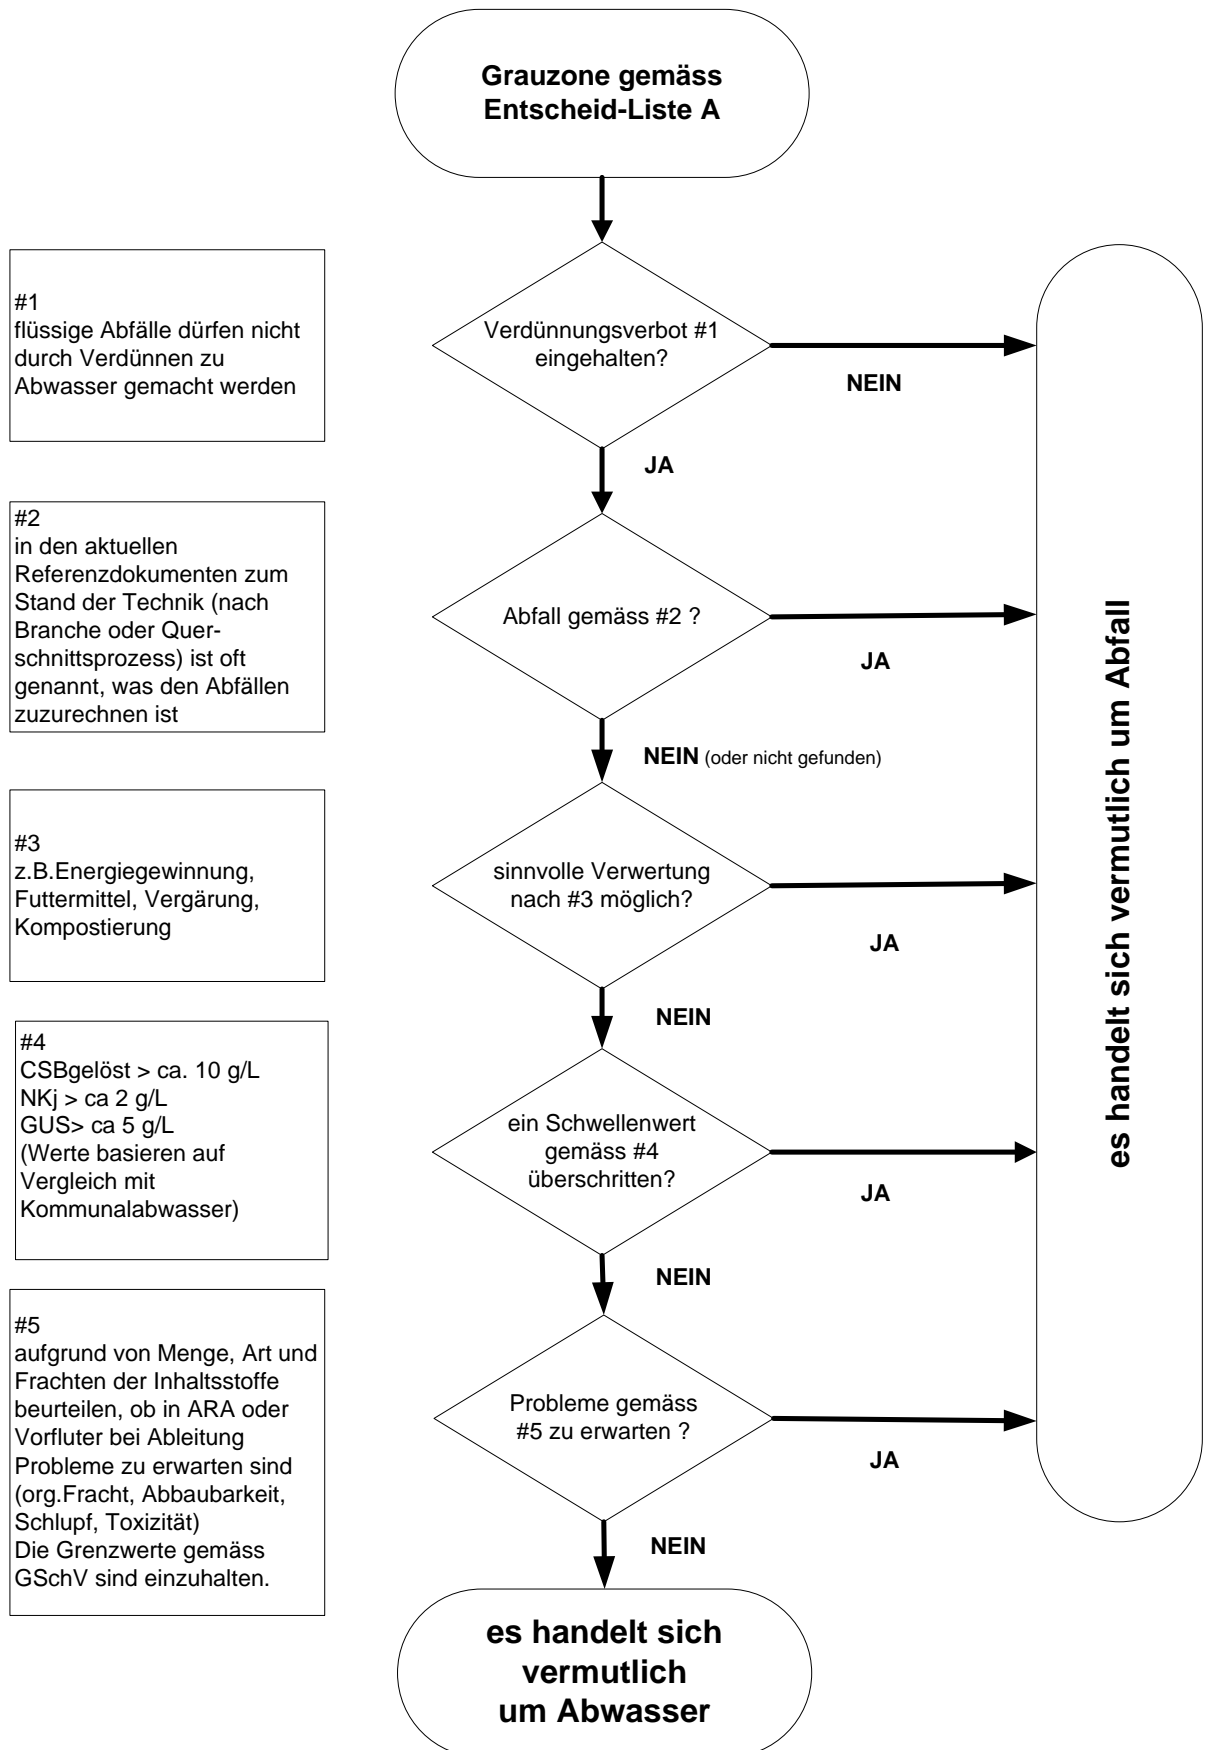 Grauzone gemäss
Entscheid-Liste A
#1
flüssige Abfälle dürfen nicht
durch Verdünnen zu
Abwasser gemacht werden
Verdünnungsverbot #1
eingehalten?
NEIN
JA
#2
in den aktuellen
Referenzdokumenten zum
Stand der Technik (nach
Branche oder Quer-
schnittsprozess) ist oft
genannt, was den Abfällen
zuzurechnen ist
Abfall gemäss #2 ?
JA
NEIN (oder nicht gefunden)
#3
z.B.Energiegewinnung,
Futtermittel, Vergärung,
Kompostierung
sinnvolle Verwertung
nach #3 möglich?
JA
NEIN
#4
CSBgelöst > ca. 10 g/L
NKj > ca 2 g/L
GUS> ca 5 g/L
(Werte basieren auf
Vergleich mit
Kommunalabwasser)
ein Schwellenwert
gemäss #4
überschritten?
JA
NEIN
#5
aufgrund von Menge, Art und
Frachten der Inhaltsstoffe
beurteilen, ob in ARA oder
Vorfluter bei Ableitung
Probleme zu erwarten sind
(org.Fracht, Abbaubarkeit,
Schlupf, Toxizität)
Die Grenzwerte gemäss
GSchV sind einzuhalten.
Probleme gemäss
#5 zu erwarten ?
JA
NEIN
es handelt sich vermutlich um Abfall
es handelt sich
vermutlich
um Abwasser